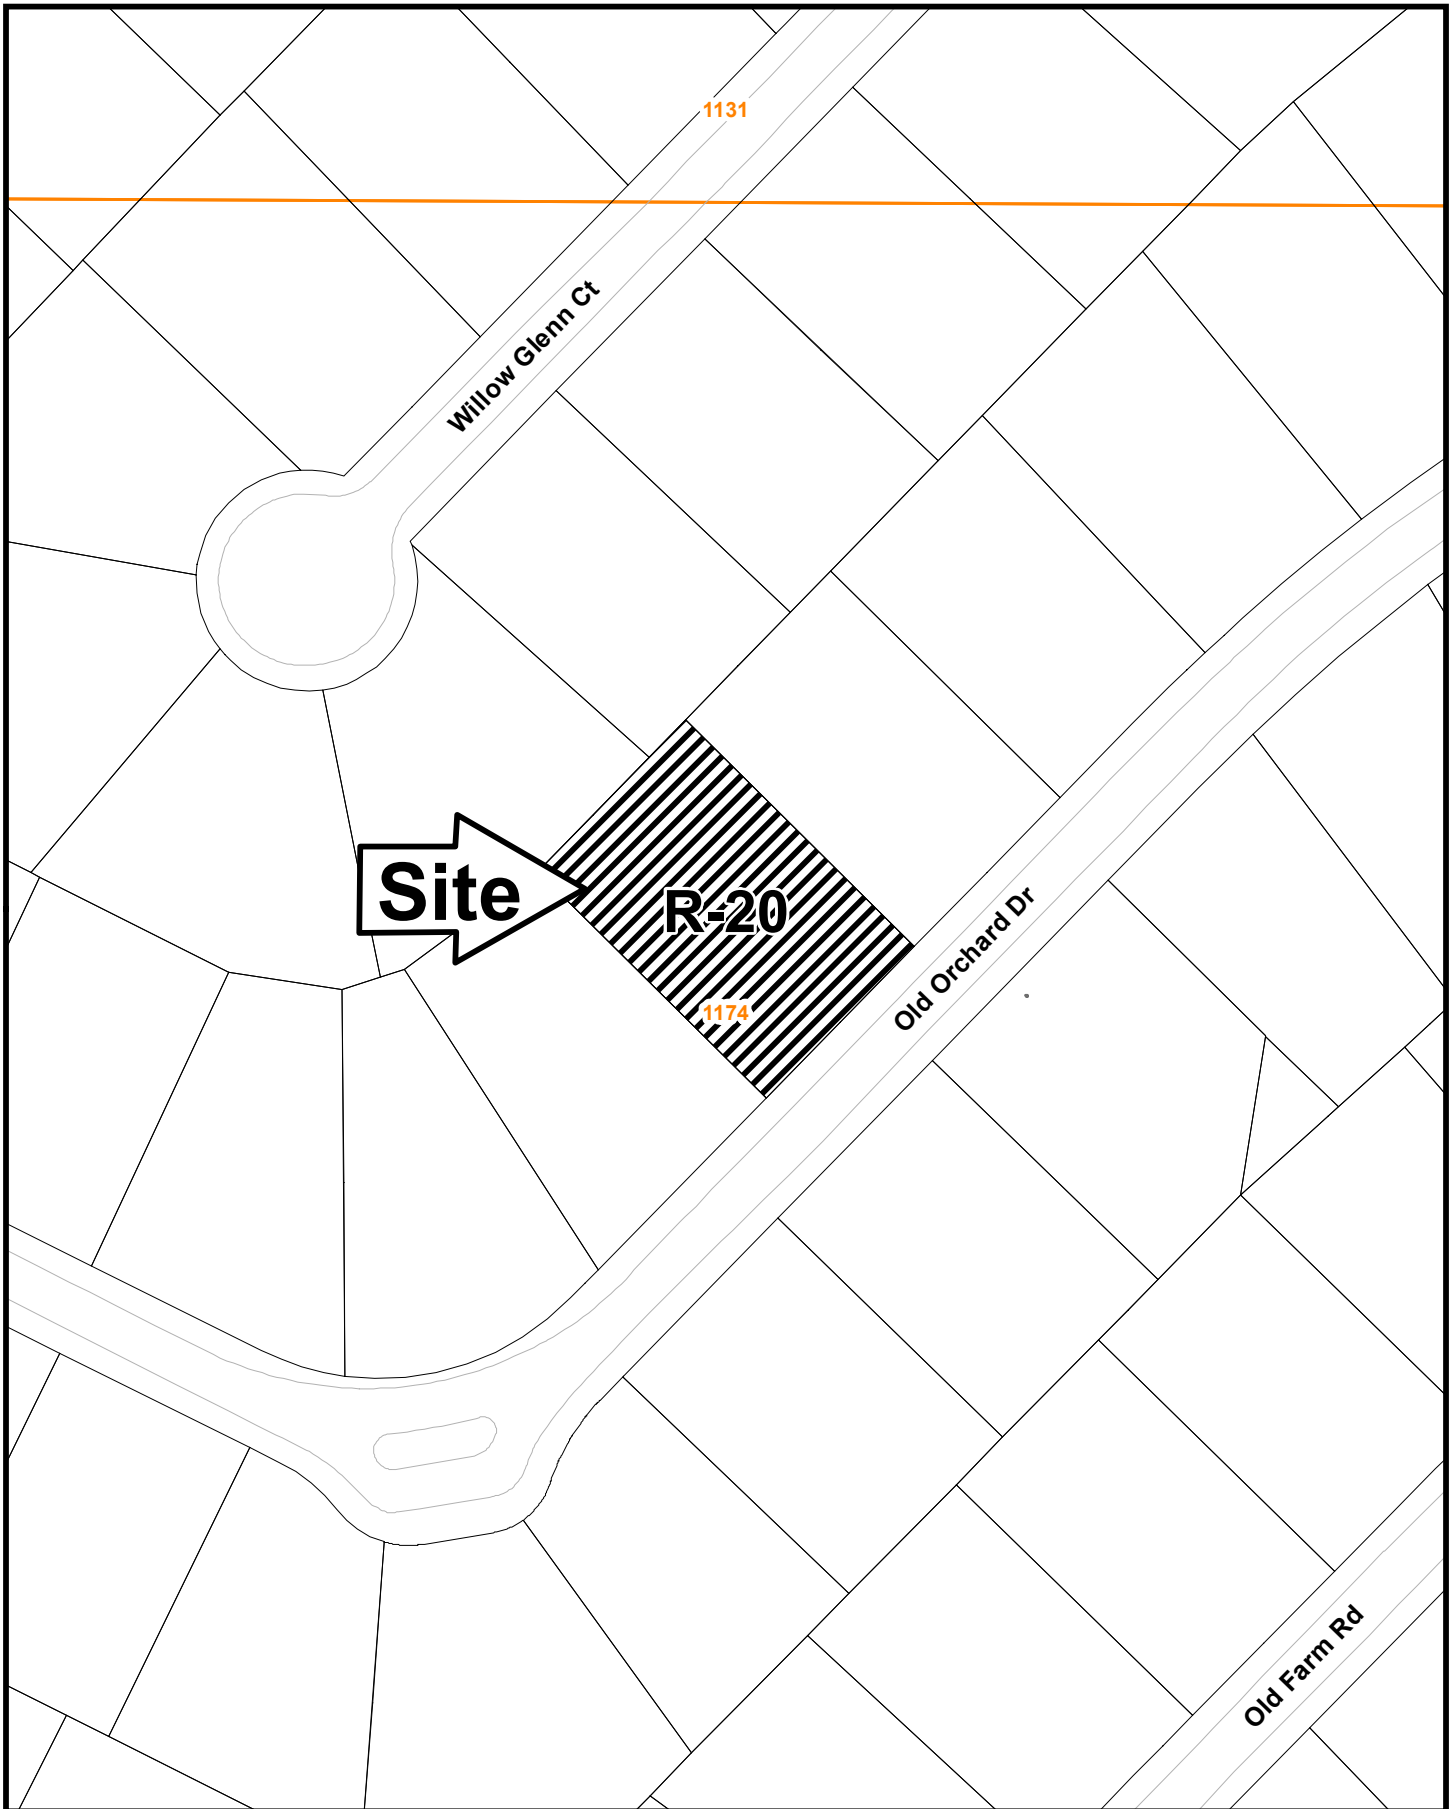 1131
Willow Glenn Ct
Site
R-20
Old Orchard Dr
1174
Old Farm Rd